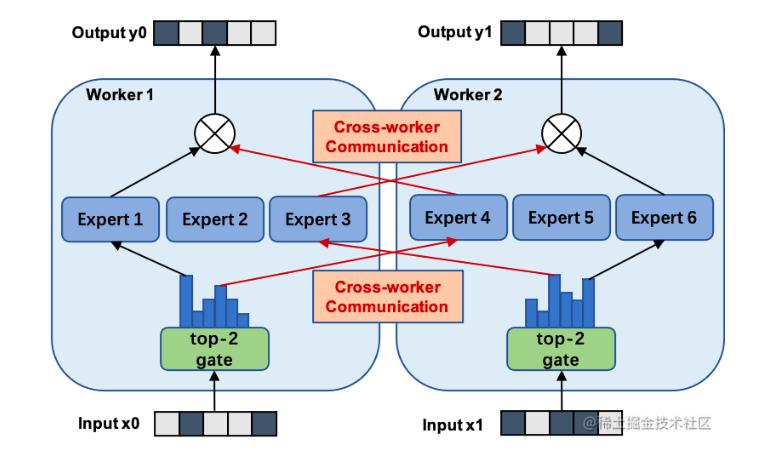 Output y0
Output y1
Worker 1
Worker 2
Cross-worker
Communication
Expert 1
Expert 2
Expert 3
Expert 4
Expert 5
Expert 6
Cross-worker
Communication
top-2
gate
top-2
gate
Input x0
Input x1
@稀土掘金技术社区